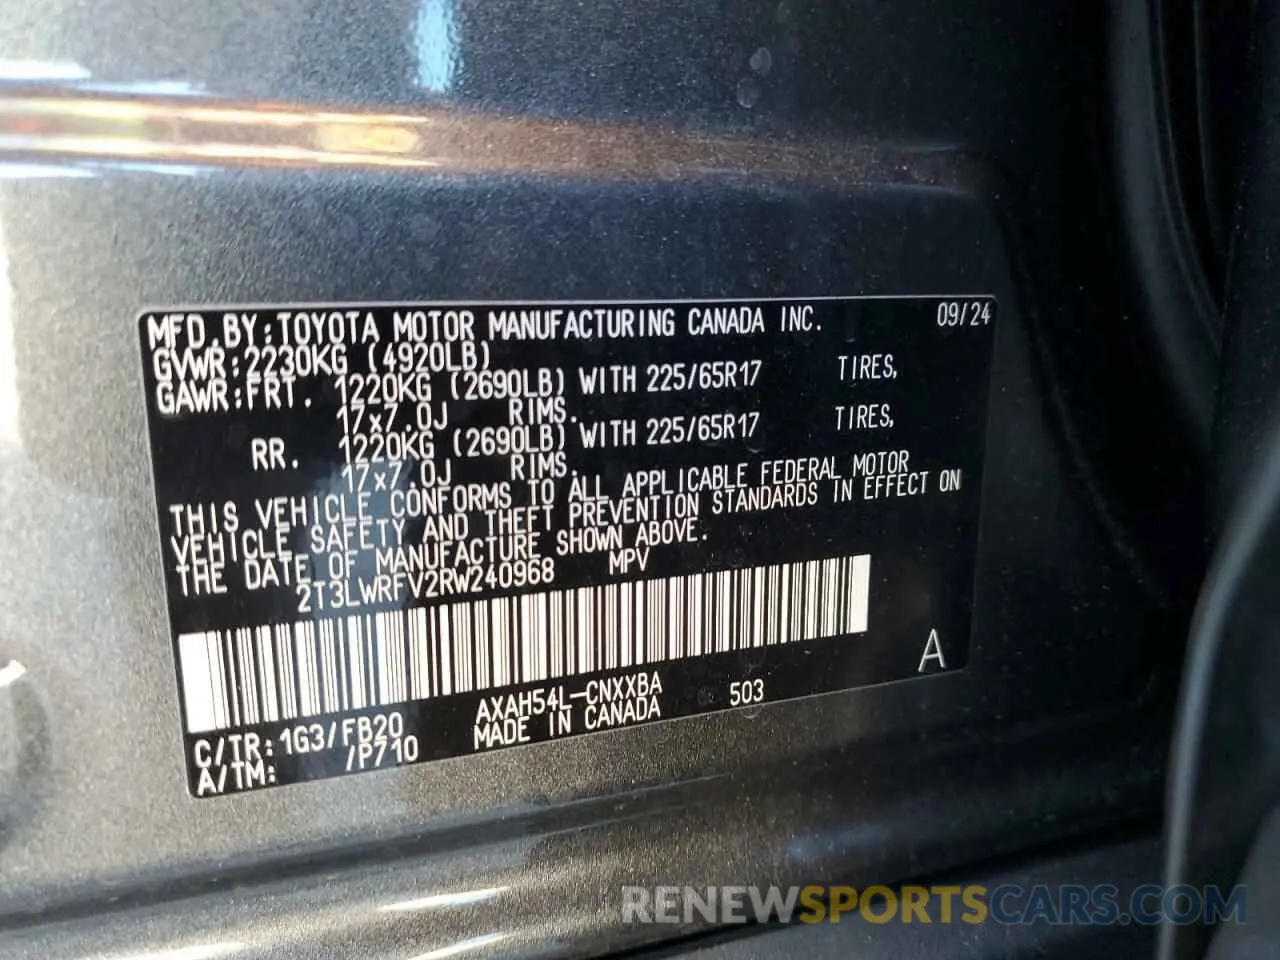 MFD.BY:TOYOTA MOTOR MANUFACTURING CANADA INC. 09/24
GVWR:2230KG (4920LB)
GAWR:FRT. 1220KG (2690LB) WITH 225/65R17 TIRES,
17x7.0J RIMS.
RR. 1220KG (2690LB) WITH 225/65R17 TIRES,
17x7.0J RIMS.
THIS VEHICLE CONFORMS TO ALL APPLICABLE FEDERAL MOTOR
VEHICLE SAFETY AND THEFT PREVENTION STANDARDS IN EFFECT ON
THE DATE OF MANUFACTURE SHOWN ABOVE.
2T3LWRFV2RW240968 MPV
A
AXAH54L-CNXXBA 503
C/TR:1G3/FB20 MADE IN CANADA
A/TM: /P710
RENEWSPORTSCARS.COM